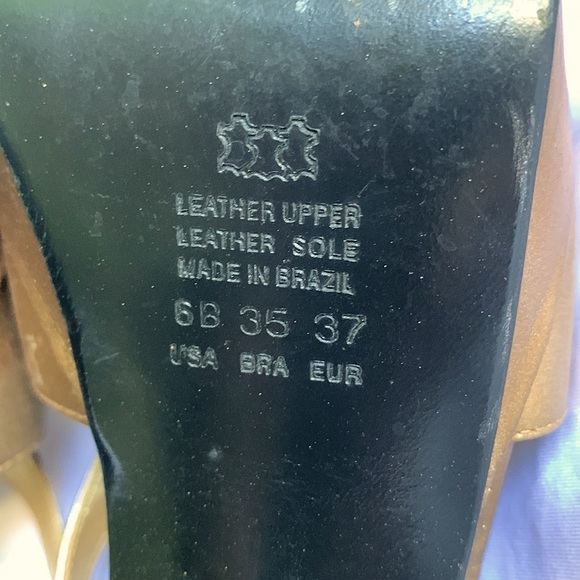 LEATHER UPPER
LEATHER SOLE
MADE IN BRAZIL
6B 35 37
USA BRA EUR